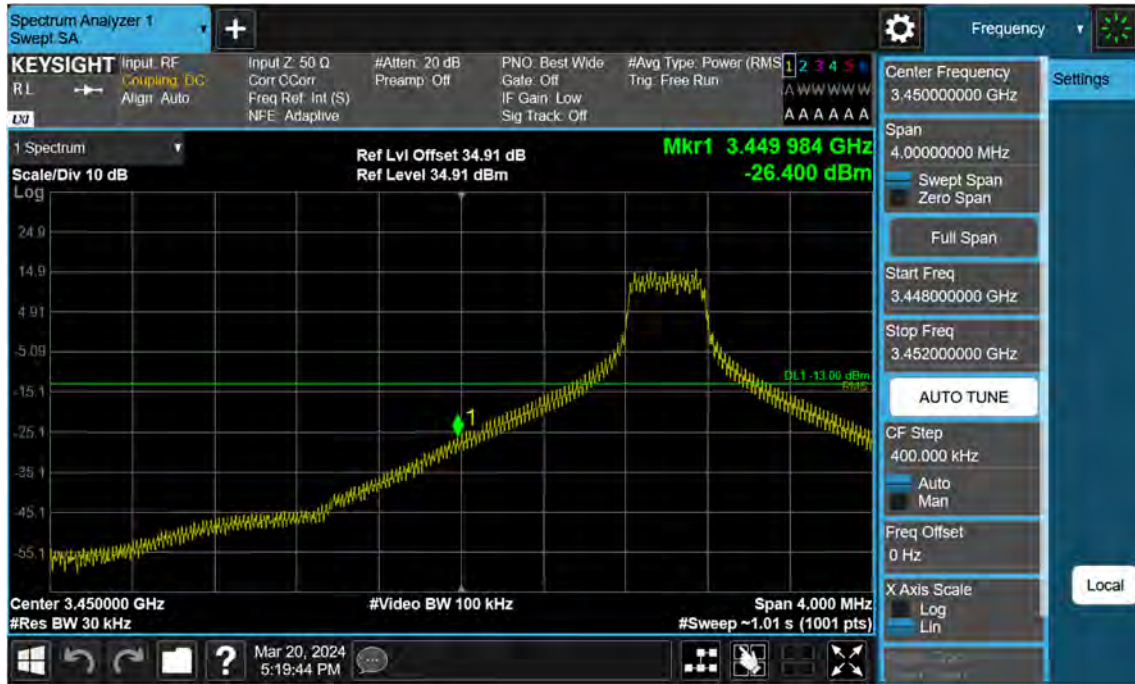 Spectrum Analyzer 1
Swept SA
Frequency
KEYSIGHT
RL
LXI
Input: RF
Coupling: DC
Align: Auto
Input Z: 50 Ω
Corr CCorr
Freq Ref: Int (S)
NFE: Adaptive
#Atten: 20 dB
Preamp: Off
PNO: Best Wide
Gate: Off
IF Gain: Low
Sig Track: Off
#Avg Type: Power (RMS
Trig: Free Run
1 2 3 4 5 6
A W W W W W
A A A A A A
1 Spectrum
Scale/Div 10 dB
Ref Lvl Offset 34.91 dB
Ref Level 34.91 dBm
Mkr1 3.449 984 GHz
-26.400 dBm
Log
24.9
14.9
4.91
-5.09
-15.1
-25.1
-35.1
-45.1
-55.1
DL1 -13.00 dBm
RMS
1
Center 3.450000 GHz
#Res BW 30 kHz
#Video BW 100 kHz
Span 4.000 MHz
#Sweep ~1.01 s (1001 pts)
Mar 20, 2024
5:19:44 PM
?
Center Frequency
3.450000000 GHz
Span
4.00000000 MHz
Swept Span
Zero Span
Full Span
Start Freq
3.448000000 GHz
Stop Freq
3.452000000 GHz
AUTO TUNE
CF Step
400.000 kHz
Auto
Man
Freq Offset
0 Hz
X Axis Scale
Log
Lin
Settings
Local